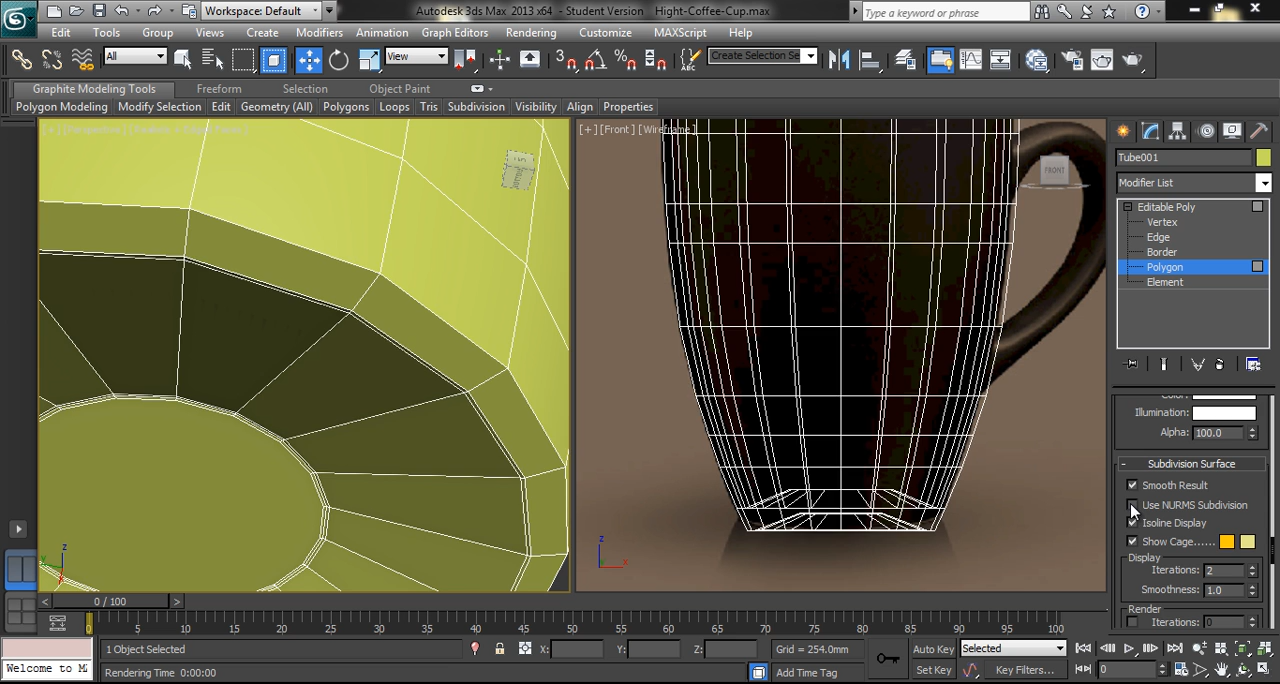 Workspace: Default
Autodesk 3ds Max 2013 x64 - Student Version Hight-Coffee-Cup.max
Type a keyword or phrase
Edit Tools Group Views Create Modifiers Animation Graph Editors Rendering Customize MAXScript Help
All
View
Create Selection Se
Graphite Modeling Tools Freeform Selection Object Paint
Polygon Modeling Modify Selection Edit Geometry (All) Polygons Loops Tris Subdivision Visibility Align Properties
[+] [Front] [Wireframe]
FRONT
Tube001
Modifier List
Editable Poly
Vertex
Edge
Border
Polygon
Element
Illumination:
Alpha: 100.0
Subdivision Surface
Smooth Result
Use NURMS Subdivision
Isoline Display
Show Cage......
Display
Iterations: 2
Smoothness: 1.0
Render
Iterations: 0
z
x
z
0 / 100
0 5 10 15 20 25 30 35 40 45 50 55 60 65 70 75 80 85 90 95 100
1 Object Selected
X: Y: Z:
Grid = 254.0mm
Auto Key Selected
Welcome to M
Rendering Time 0:00:00
Add Time Tag
Set Key Key Filters...
0